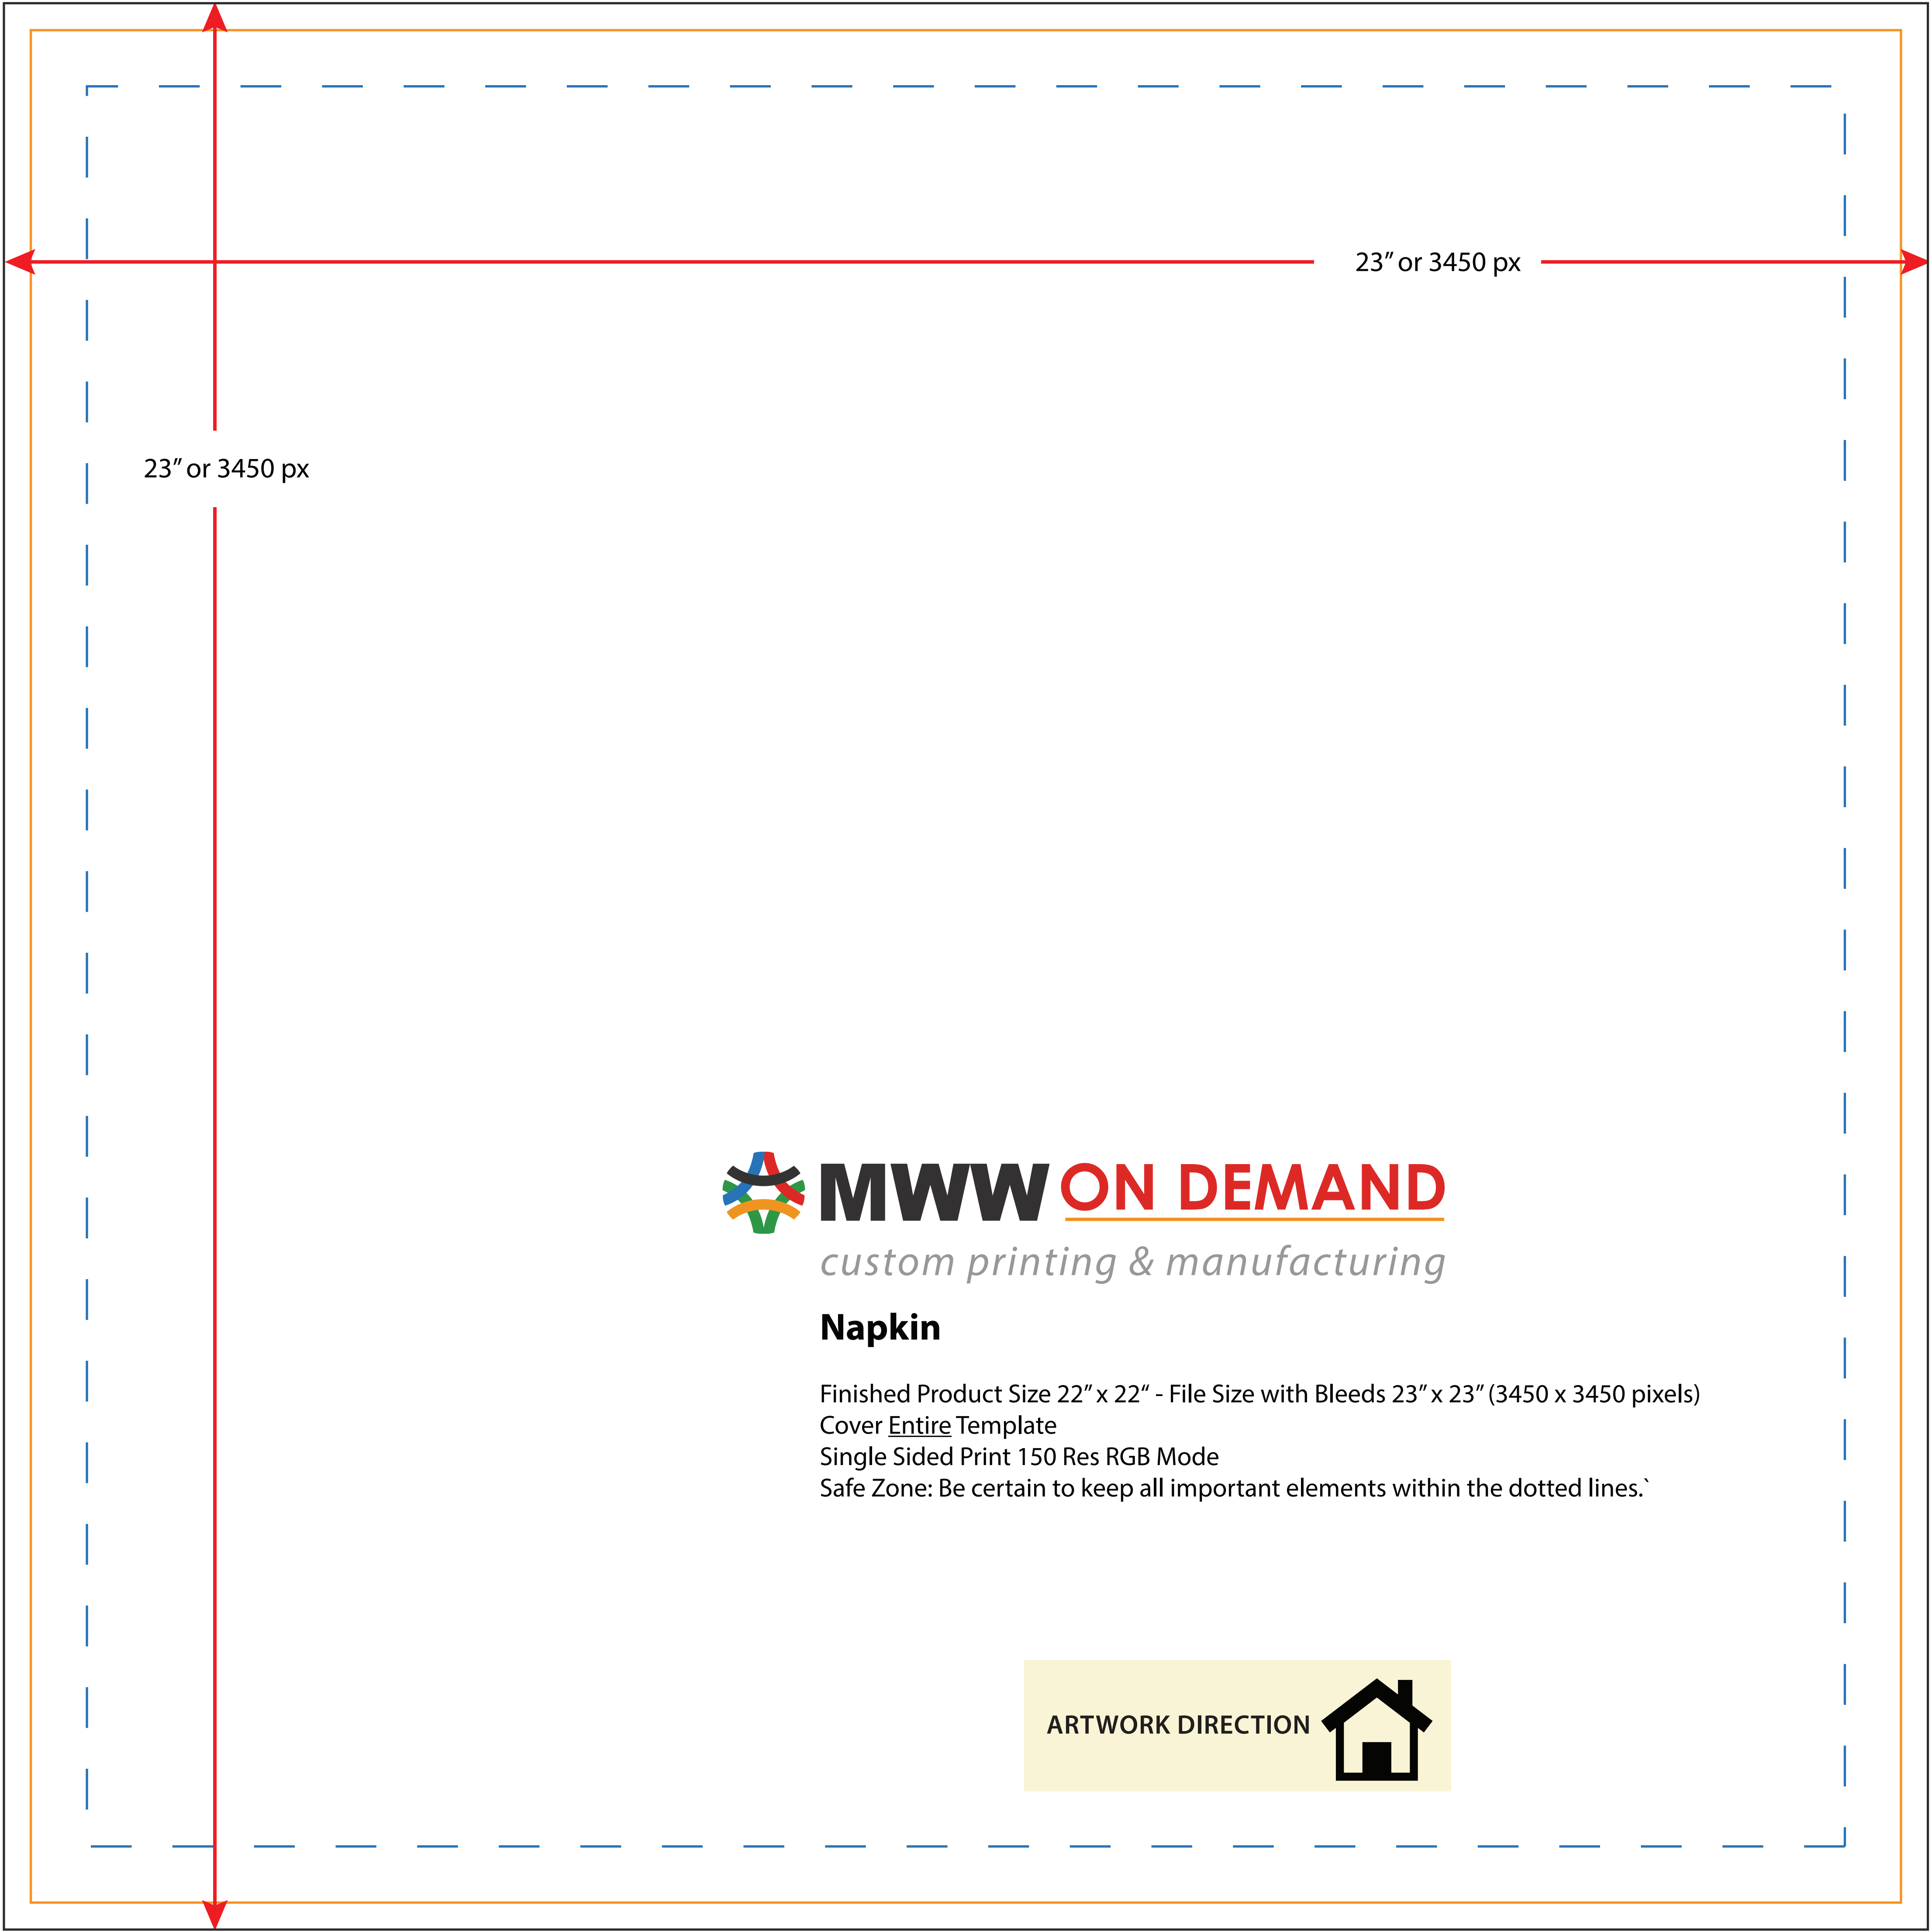 23” or 3450 px
23” or 3450 px
MWW ON DEMAND
custom printing & manufacturing
Napkin
Finished Product Size 22” x 22“ - File Size with Bleeds 23” x 23” (3450 x 3450 pixels)
Cover Entire Template
Single Sided Print 150 Res RGB Mode
Safe Zone: Be certain to keep all important elements within the dotted lines.`
ARTWORK DIRECTION